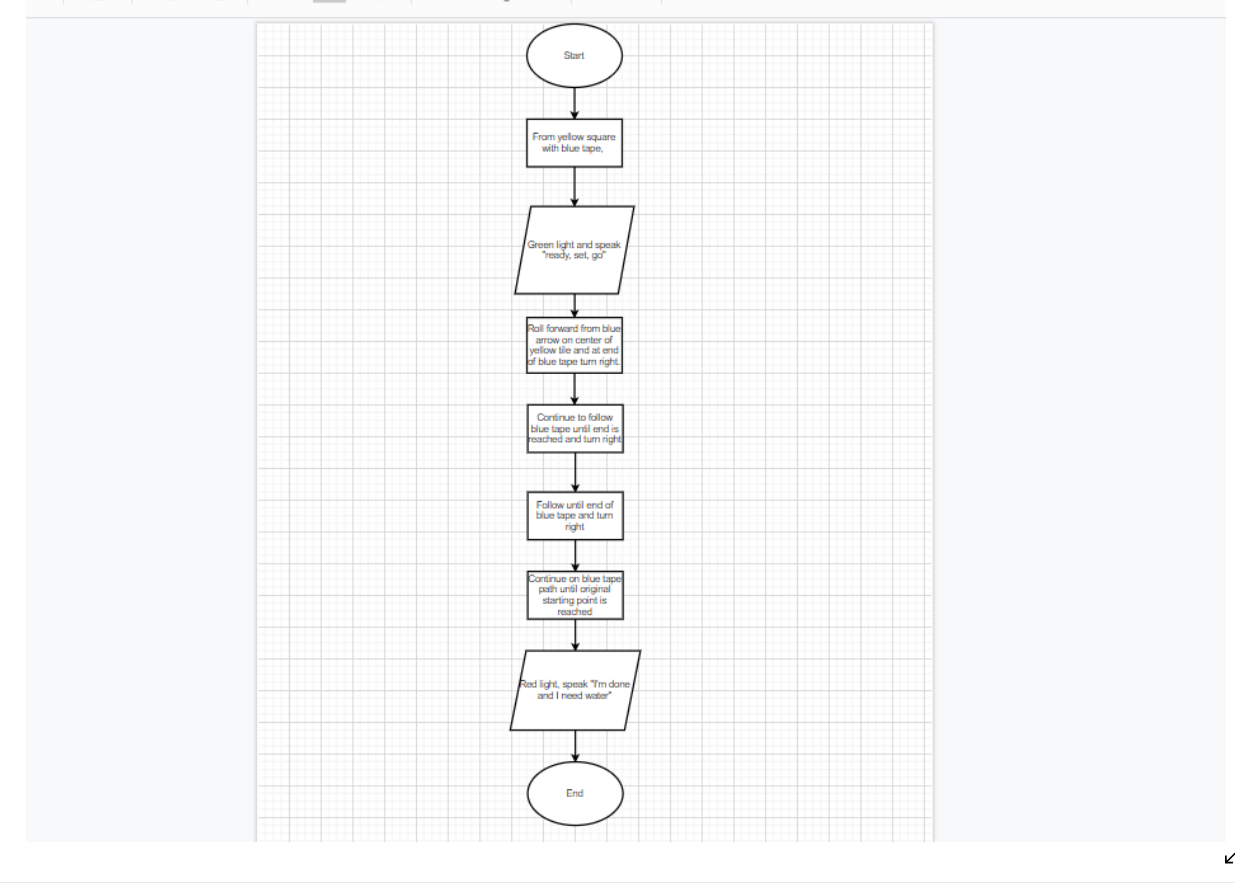 Start
From yellow square
with blue tape,
Green light and speak
"ready, set, go"
Roll forward from blue
arrow on center of
yellow tile and at end
of blue tape turn right.
Continue to follow
blue tape until end is
reached and turn right
Follow until end of
blue tape and turn
right
Continue on blue tape
path until original
starting point is
reached
Red light, speak "I'm done
and I need water"
End